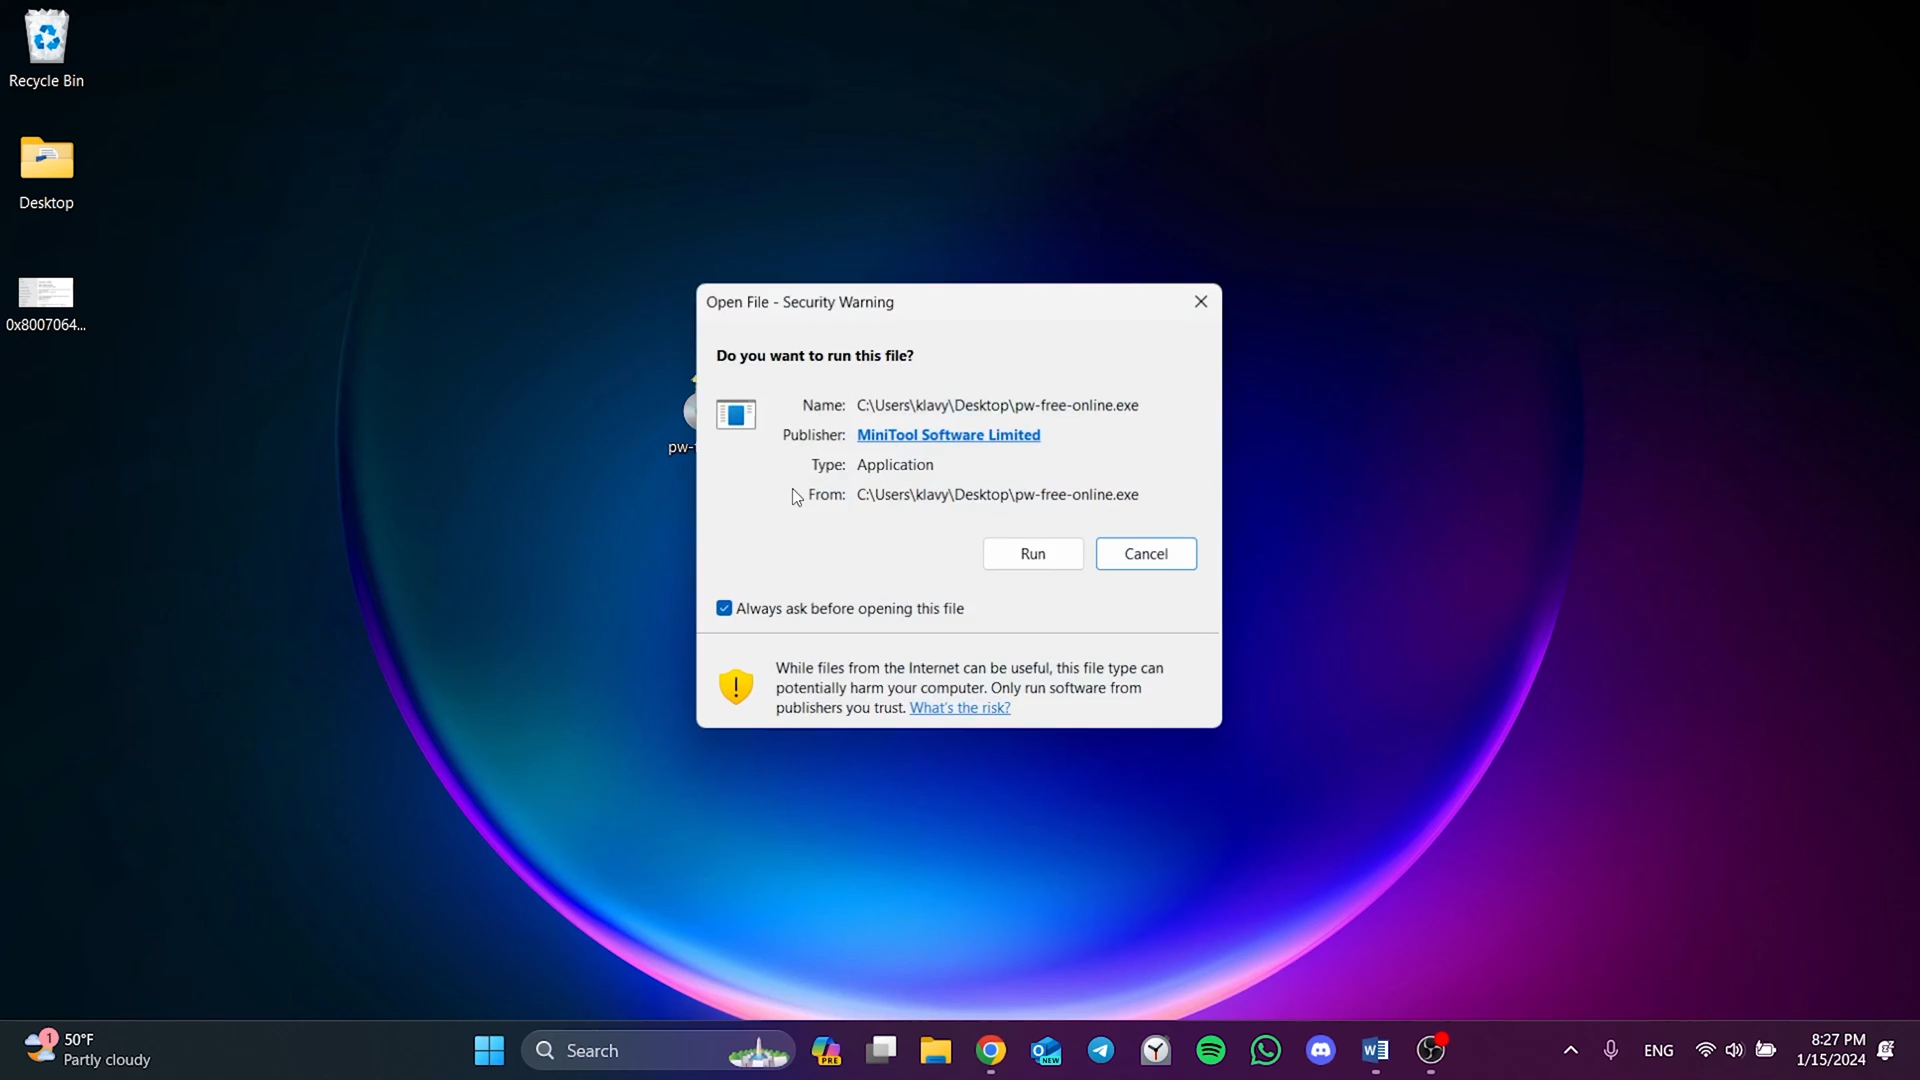 Recycle Bin
Desktop
0x8007064...
pw-
Open File - Security Warning
Do you want to run this file?
Name: C:\Users\klavy\Desktop\pw-free-online.exe
Publisher: MiniTool Software Limited
Type: Application
From: C:\Users\klavy\Desktop\pw-free-online.exe
Run
Cancel
Always ask before opening this file
While files from the Internet can be useful, this file type can
potentially harm your computer. Only run software from
publishers you trust. What's the risk?
1
50°F
Partly cloudy
Search
PRE
NEW
ENG
8:27 PM
1/15/2024